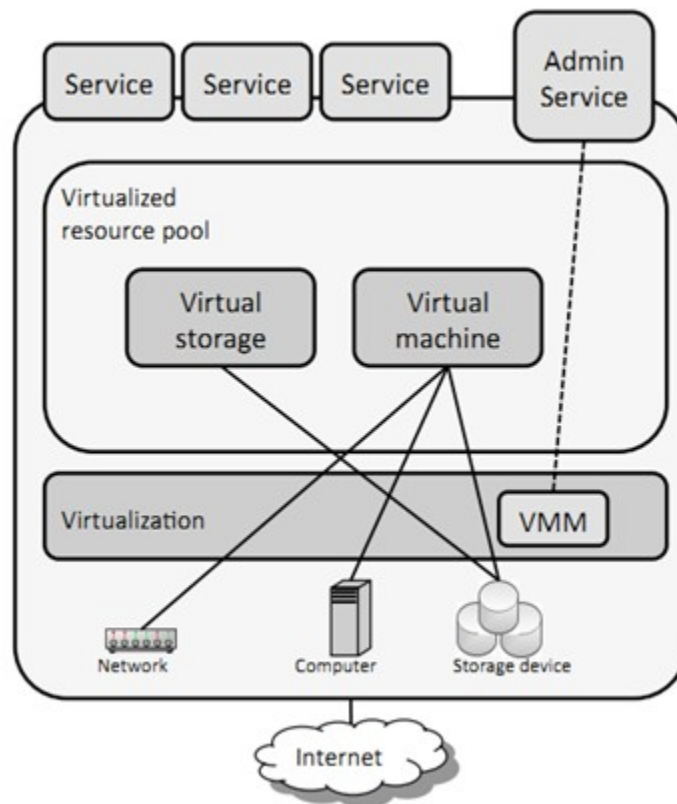 Service
Service
Service
Admin
Service
Virtualized
resource pool
Virtual
storage
Virtual
machine
Virtualization
VMM
Network
Computer
Storage device
Internet